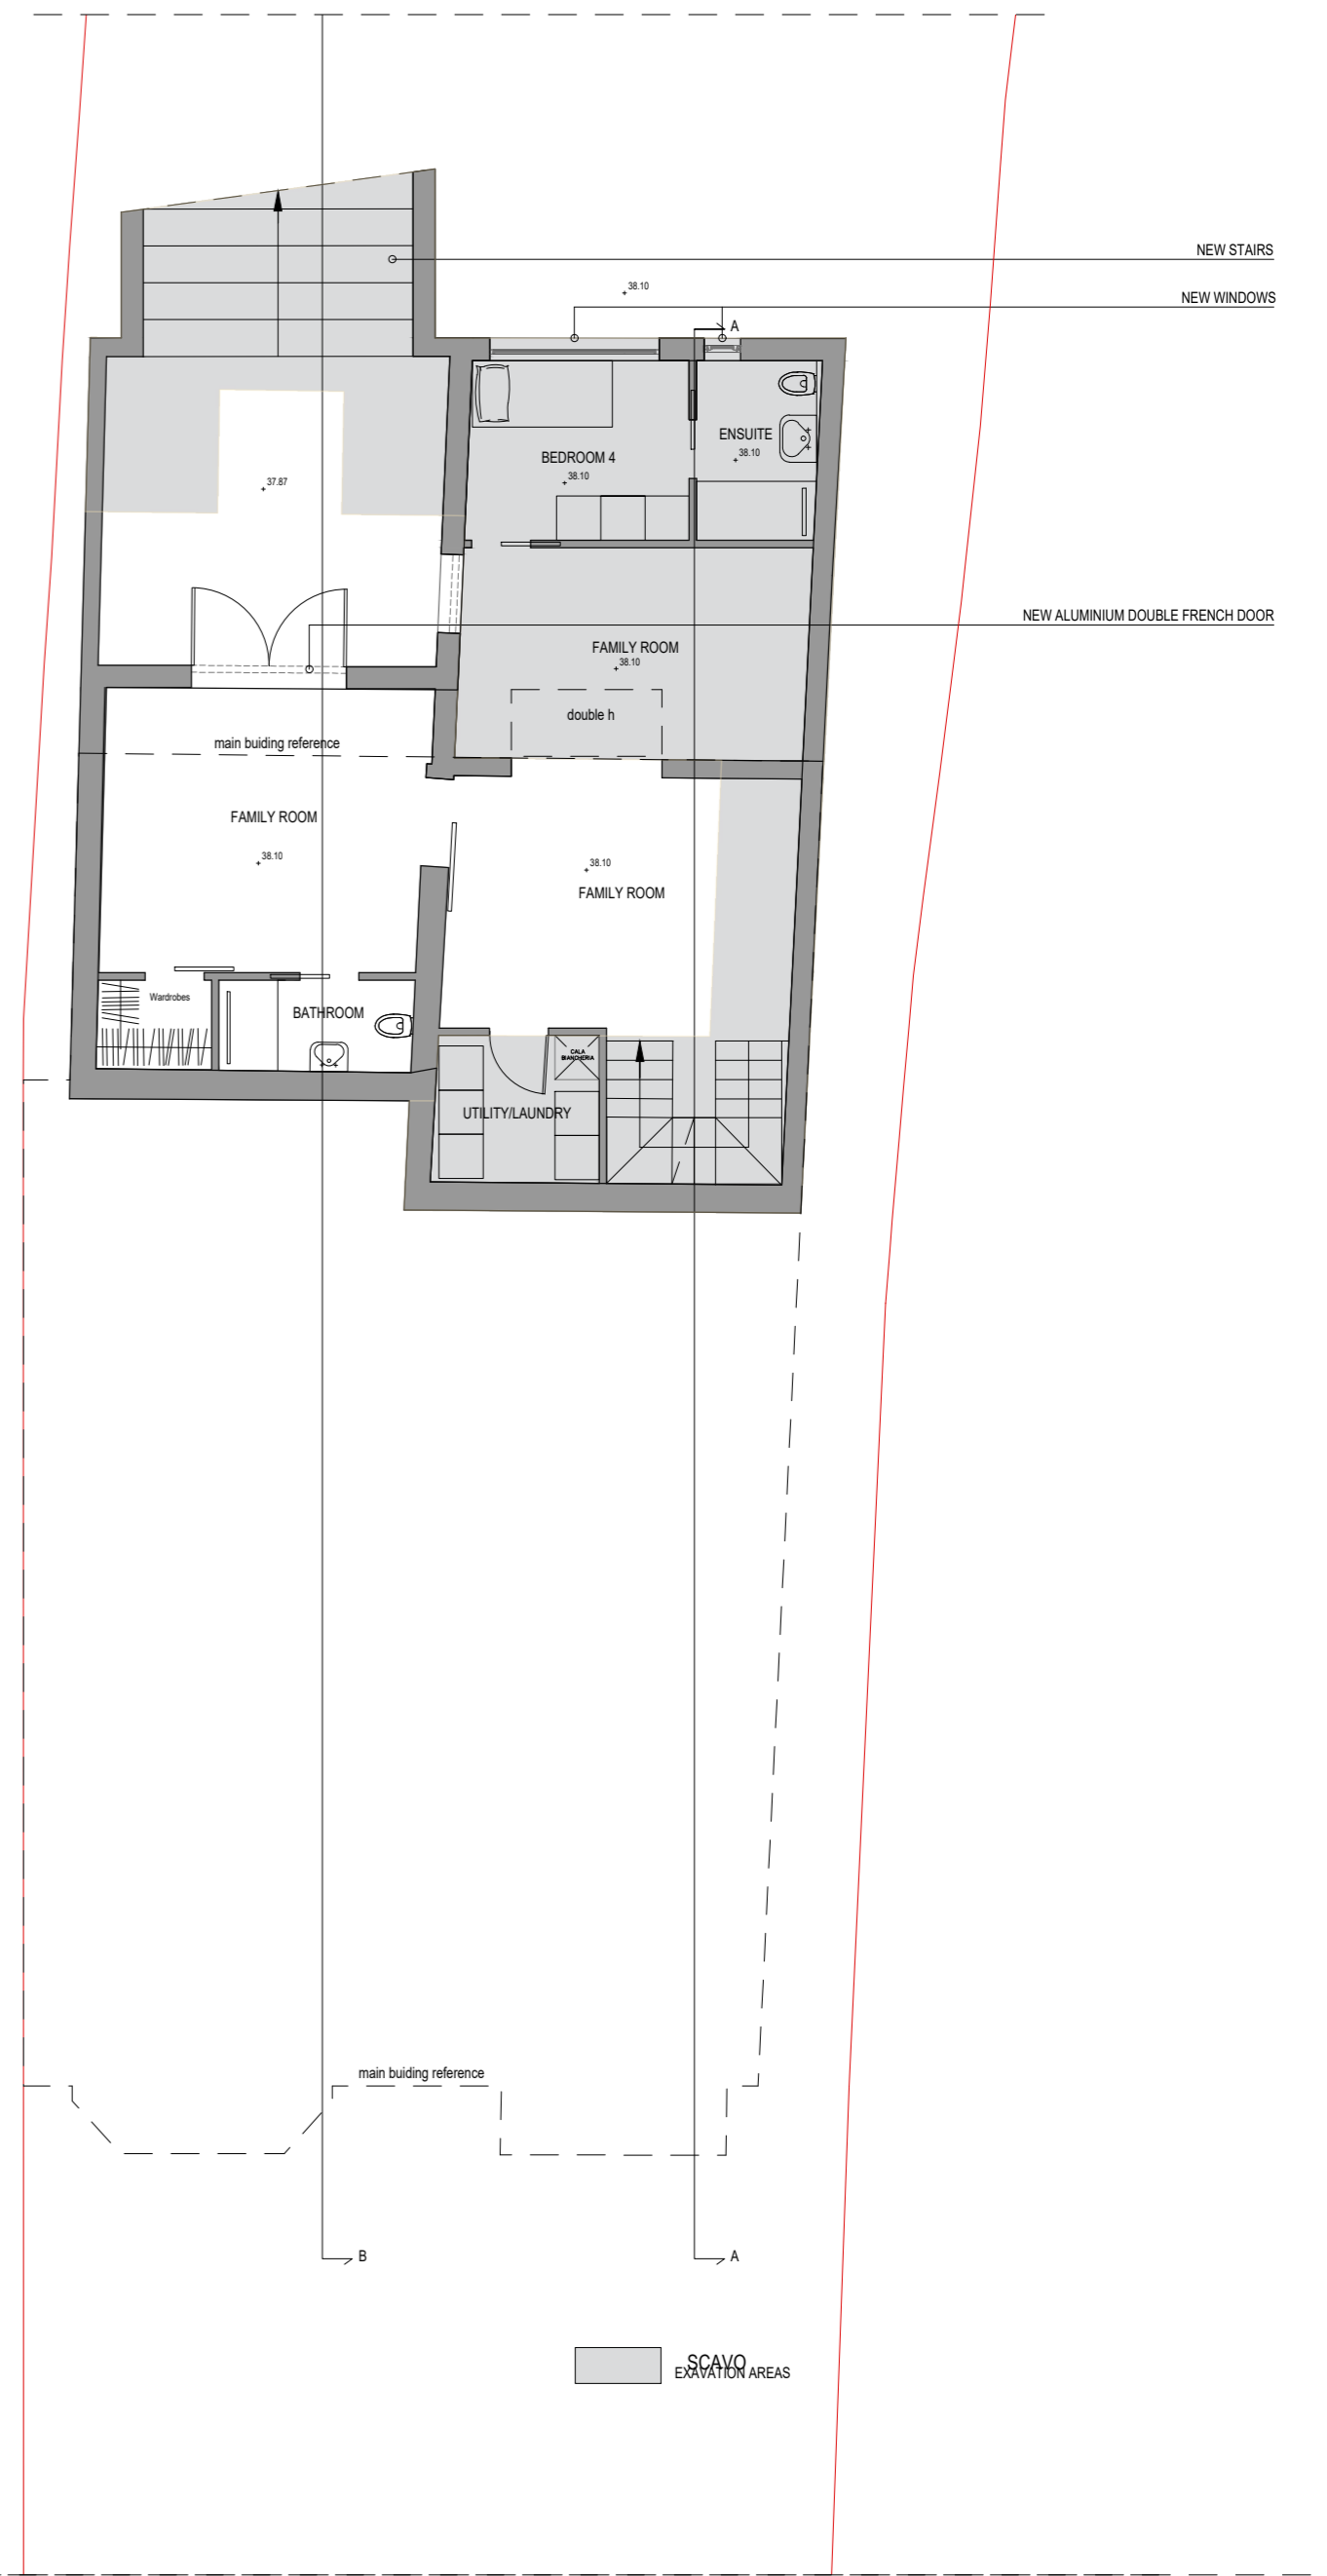 NEW STAIRS
38.10
NEW WINDOWS
A
ENSUITE
38.10
BEDROOM 4
38.10
37.87
NEW ALUMINIUM DOUBLE FRENCH DOOR
FAMILY ROOM
38.10
double h
main buiding reference
FAMILY ROOM
38.10
38.10
FAMILY ROOM
Wardrobes
BATHROOM
CALA
BIANCHERIA
UTILITY/LAUNDRY
main buiding reference
B
A
SCAVO
EXAVATION AREAS